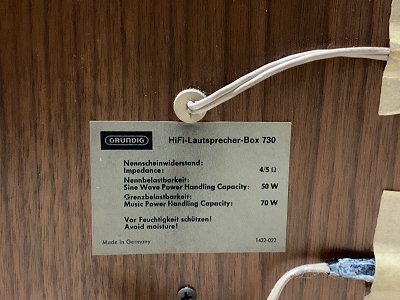 GRUNDIG HiFi-Lautsprecher-Box 730
Nennscheinwiderstand:
Impedance: 4/5 Ω
Nennbelastbarkeit:
Sine Wave Power Handling Capacity: 50 W
Grenzbelastbarkeit:
Music Power Handling Capacity: 70 W
Vor Feuchtigkeit schützen!
Avoid moisture!
Made in Germany 1432-022